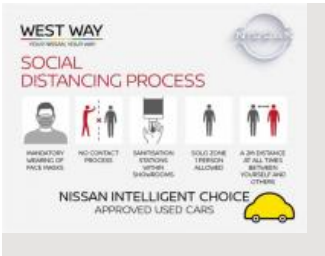 WEST WAY
YOUR NISSAN, YOUR WAY
NISSAN
SOCIAL
DISTANCING PROCESS
MANDATORY
WEARING OF
FACE MASKS
NO CONTACT
PROCESS
SANITISATION
STATIONS
WITHIN
SHOWROOMS
SOLO ZONE
1 PERSON
ALLOWED
A 2M DISTANCE
AT ALL TIMES
BETWEEN
YOURSELF AND
OTHERS
NISSAN INTELLIGENT CHOICE
APPROVED USED CARS